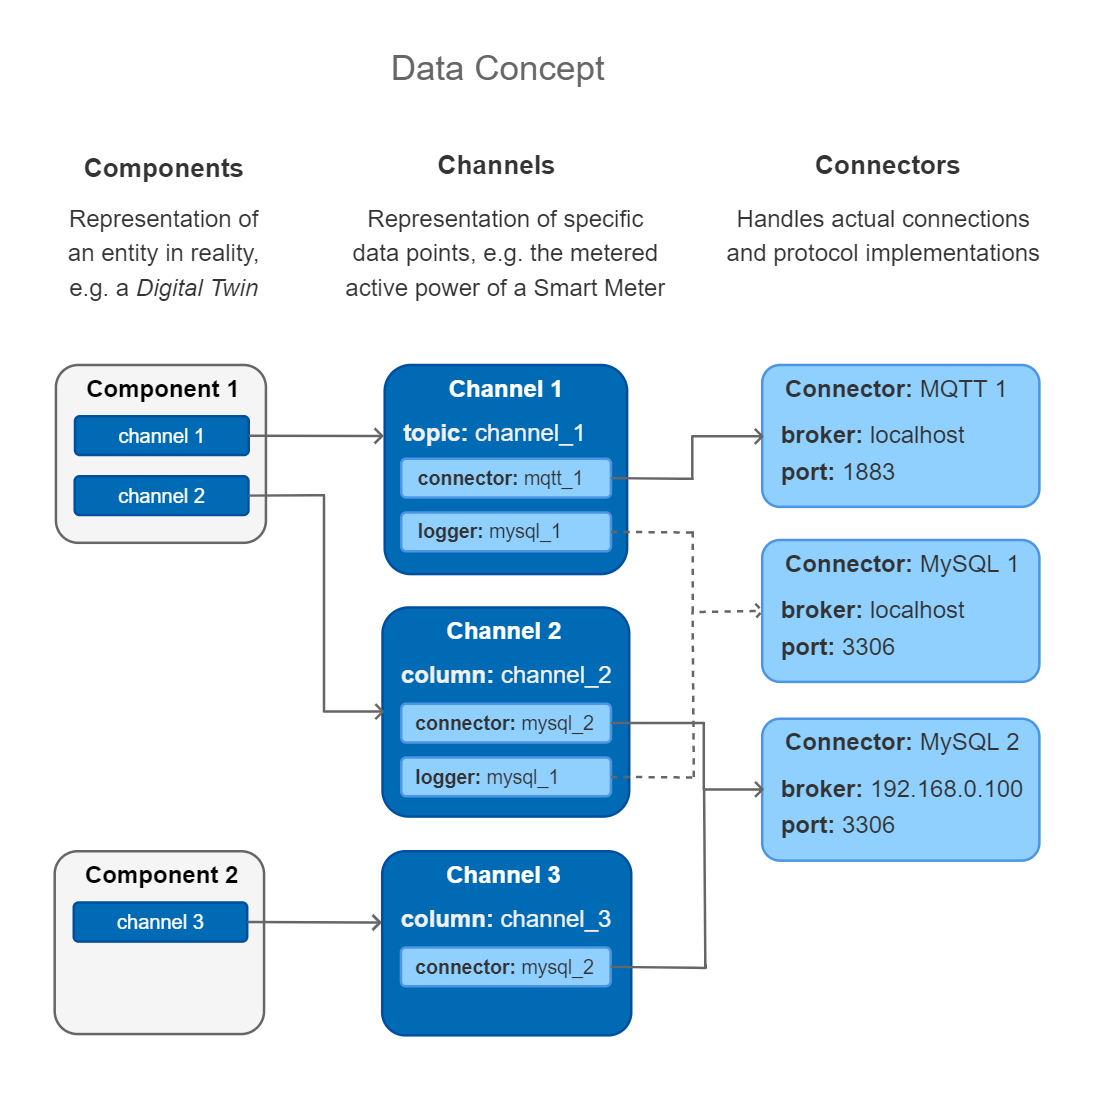 Data Concept
Components
Representation of
an entity in reality,
e.g. a Digital Twin
Channels
Representation of specific
data points, e.g. the metered
active power of a Smart Meter
Connectors
Handles actual connections
and protocol implementations
Component 1
channel 1
channel 2
Component 2
channel 3
Channel 1
topic: channel_1
connector: mqtt_1
logger: mysql_1
Channel 2
column: channel_2
connector: mysql_2
logger: mysql_1
Channel 3
column: channel_3
connector: mysql_2
Connector: MQTT 1
broker: localhost
port: 1883
Connector: MySQL 1
broker: localhost
port: 3306
Connector: MySQL 2
broker: 192.168.0.100
port: 3306